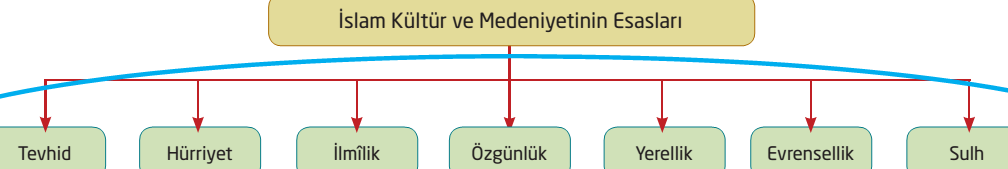 İslam Kültür ve Medeniyetinin Esasları
Tevhid
Hürriyet
İlmîlik
Özgünlük
Yerellik
Evrensellik
Sulh